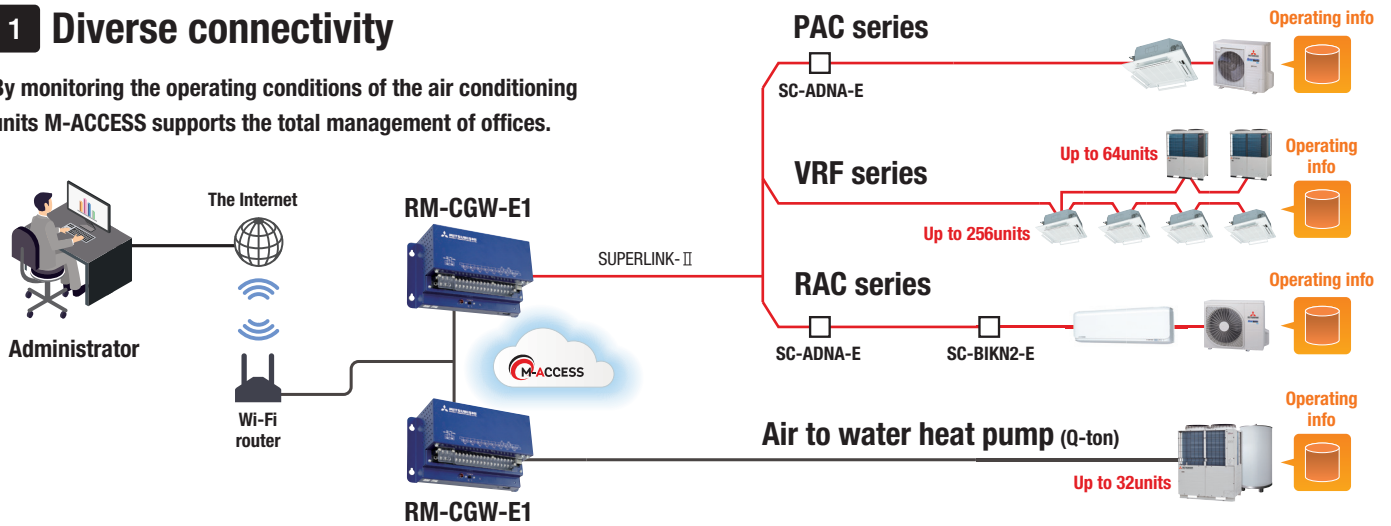 1 Diverse connectivity
By monitoring the operating conditions of the air conditioning
units M-ACCESS supports the total management of offices.
Administrator
The Internet
Wi-Fi
router
RM-CGW-E1
SUPERLINK-Ⅱ
M-ACCESS
RM-CGW-E1
PAC series
SC-ADNA-E
Operating info
VRF series
Up to 64units
Up to 256units
Operating
info
RAC series
SC-ADNA-E
SC-BIKN2-E
Operating info
Air to water heat pump (Q-ton)
Up to 32units
Operating
info